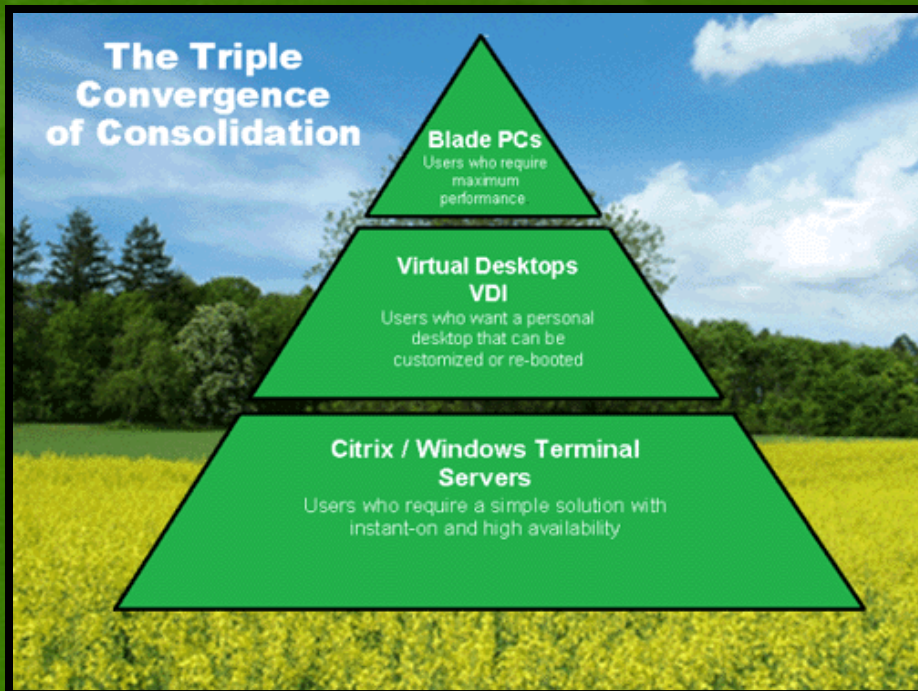 The Triple
Convergence
of Consolidation
Blade PCs
Users who require
maximum
performance
Virtual Desktops
VDI
Users who want a personal
desktop that can be
customized or re-booted
Citrix / Windows Terminal
Servers
Users who require a simple solution with
instant-on and high availability